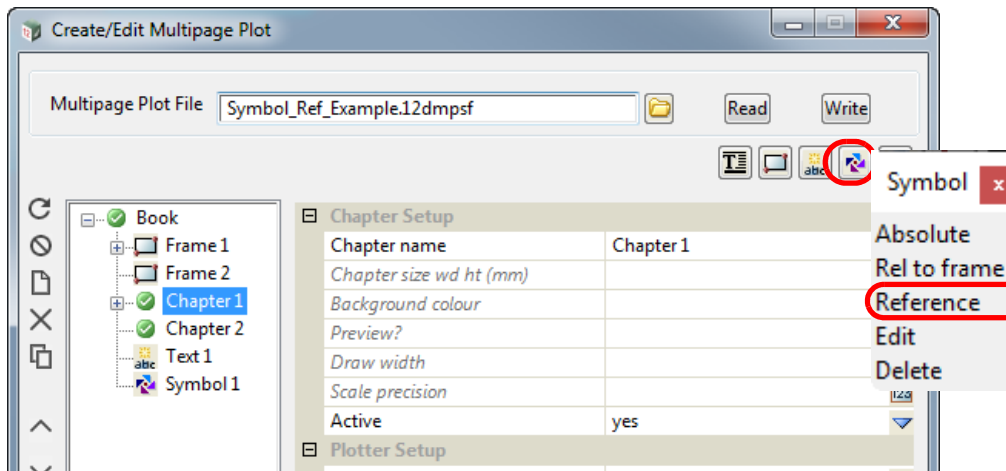 Create/Edit Multipage Plot
Multipage Plot File Symbol_Ref_Example.12dmpsf Read Write
Symbol
Absolute
Rel to frame
Reference
Edit
Delete
Book
Frame 1
Frame 2
Chapter 1
Chapter 2
Text 1
Symbol 1
Chapter Setup
Chapter name Chapter 1
Chapter size wd ht (mm)
Background colour
Preview?
Draw width
Scale precision
Active yes
Plotter Setup